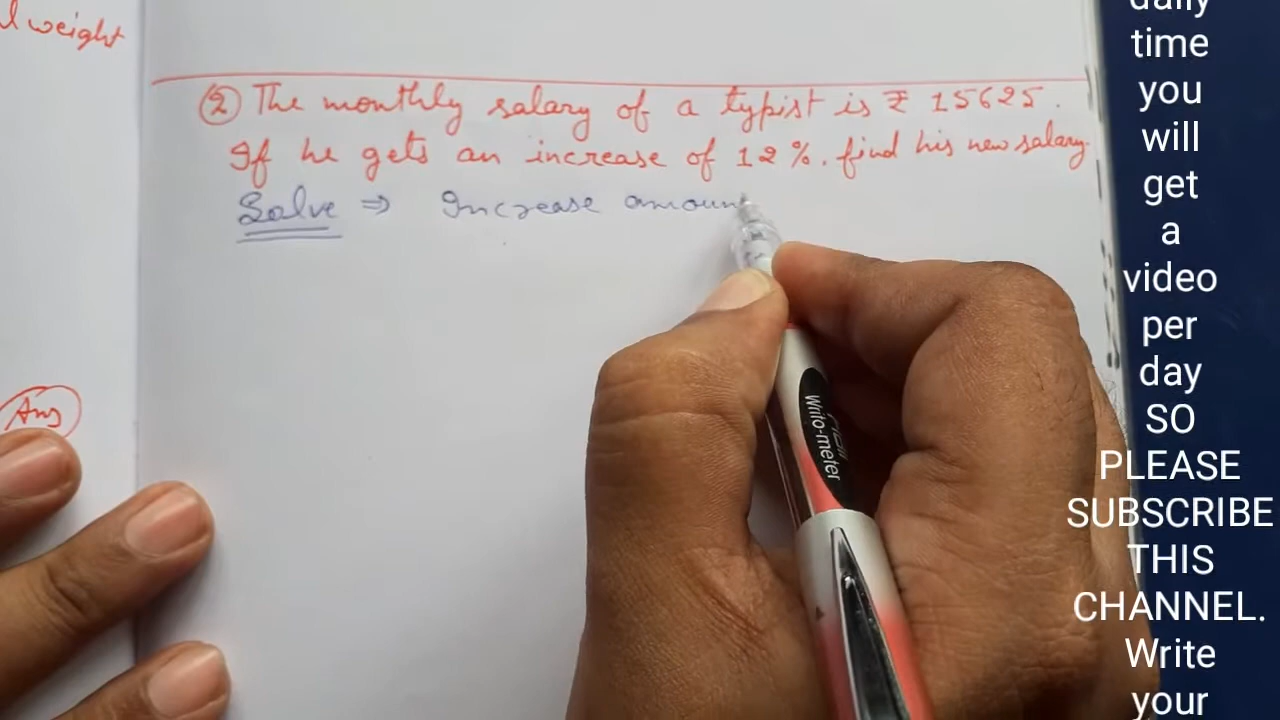 l weight
② The monthly salary of a typist is ₹ 15625.
If he gets an increase of 12%. find his new salary.
Solve ⇒ Increase amoun
Ans
Writo-meter
daily
time
you
will
get
a
video
per
day
SO
PLEASE
SUBSCRIBE
THIS
CHANNEL.
Write
your